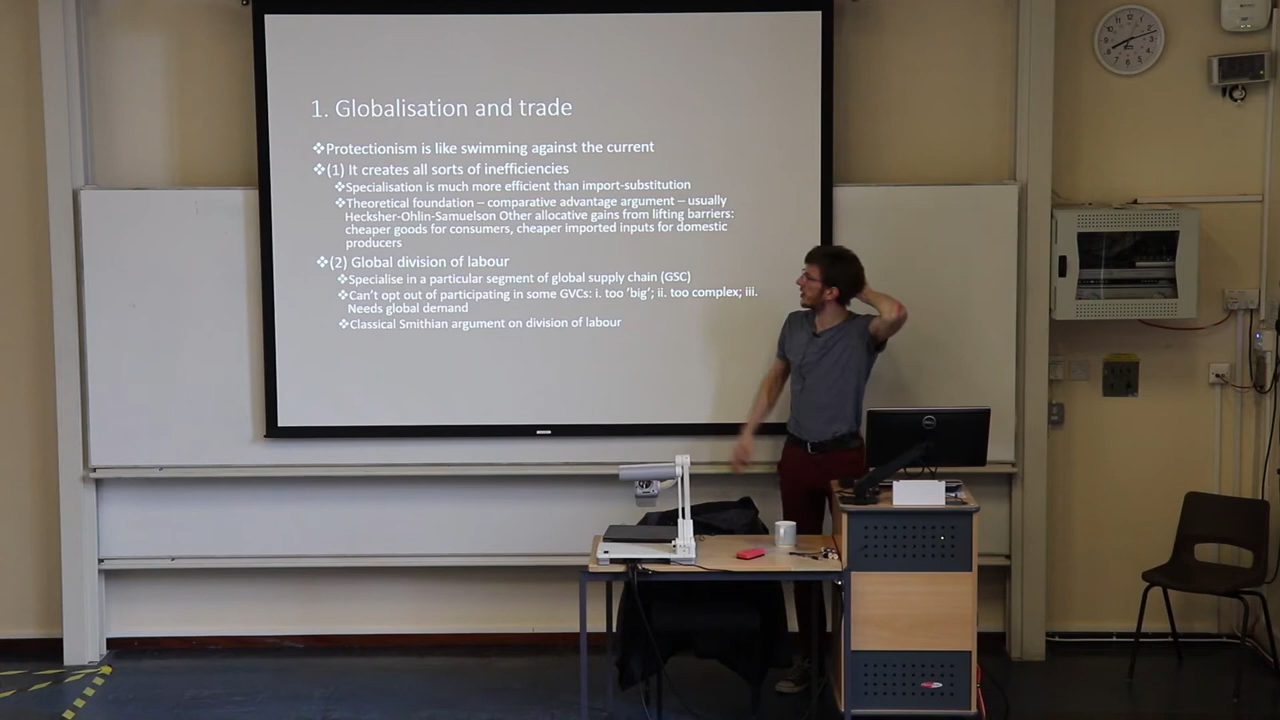 1. Globalisation and trade
❖Protectionism is like swimming against the current
❖(1) It creates all sorts of inefficiencies
❖Specialisation is much more efficient than import-substitution
❖Theoretical foundation – comparative advantage argument – usually
Hecksher-Ohlin-Samuelson Other allocative gains from lifting barriers:
cheaper goods for consumers, cheaper imported inputs for domestic
producers
❖(2) Global division of labour
❖Specialise in a particular segment of global supply chain (GSC)
❖Can't opt out of participating in some GVCs: i. too 'big'; ii. too complex; iii.
Needs global demand
❖Classical Smithian argument on division of labour
DELL